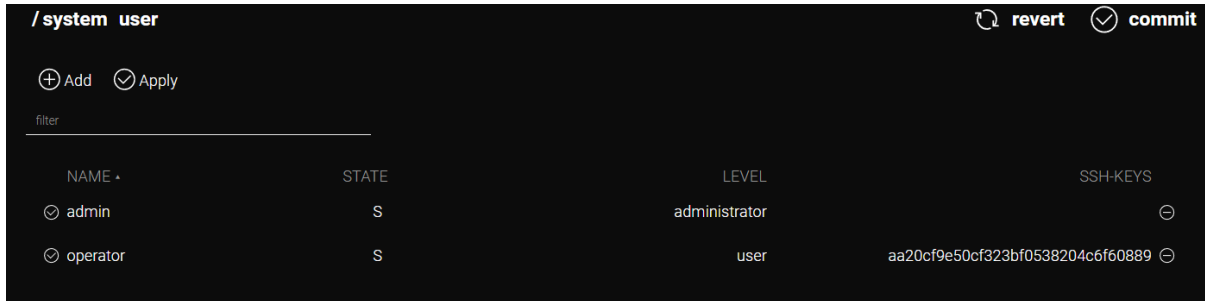 / system user revert commit
Add Apply
filter
NAME STATE LEVEL SSH-KEYS
admin S administrator
operator S user aa20cf9e50cf323bf0538204c6f60889